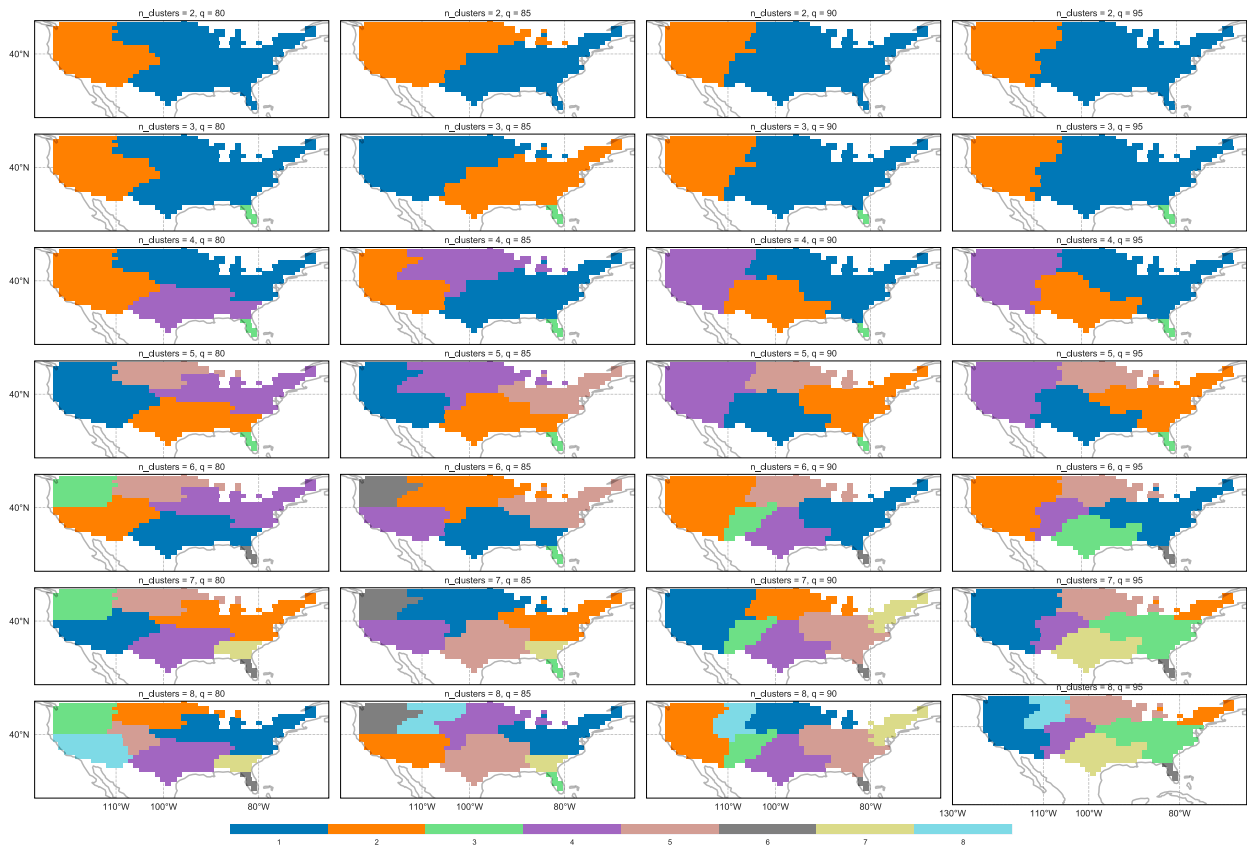 n_clusters = 2, q = 80 n_clusters = 2, q = 85 n_clusters = 2, q = 90 n_clusters = 2, q = 95
40°N
n_clusters = 3, q = 80 n_clusters = 3, q = 85 n_clusters = 3, q = 90 n_clusters = 3, q = 95
40°N
n_clusters = 4, q = 80 n_clusters = 4, q = 85 n_clusters = 4, q = 90 n_clusters = 4, q = 95
40°N
n_clusters = 5, q = 80 n_clusters = 5, q = 85 n_clusters = 5, q = 90 n_clusters = 5, q = 95
40°N
n_clusters = 6, q = 80 n_clusters = 6, q = 85 n_clusters = 6, q = 90 n_clusters = 6, q = 95
40°N
n_clusters = 7, q = 80 n_clusters = 7, q = 85 n_clusters = 7, q = 90 n_clusters = 7, q = 95
40°N
n_clusters = 8, q = 80 n_clusters = 8, q = 85 n_clusters = 8, q = 90 n_clusters = 8, q = 95
40°N
110°W 100°W 80°W 110°W 100°W 80°W 110°W 100°W 80°W 130°W 110°W 100°W 80°W
1 2 3 4 5 6 7 8